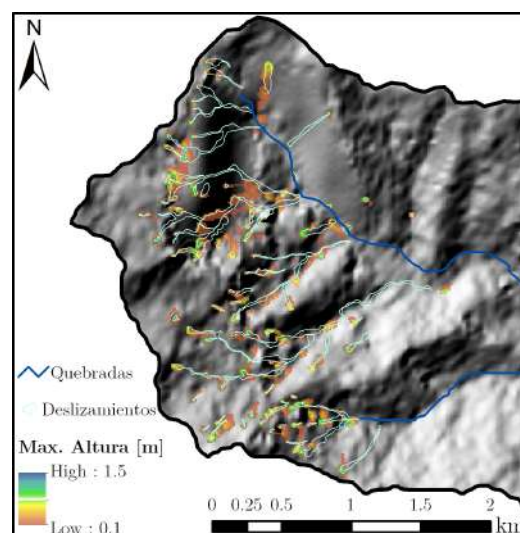 N
Quebradas
Deslizamientos
Max. Altura [m]
High : 1.5
Low : 0.1
0 0.25 0.5 1 1.5 2
km